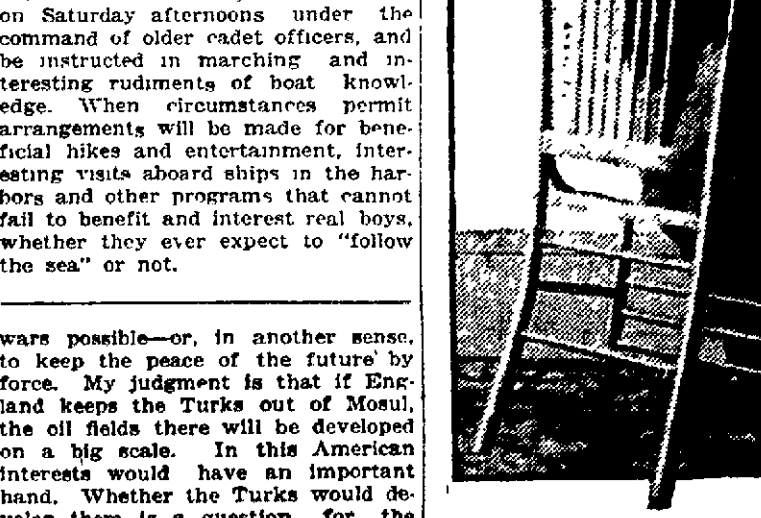 on Saturday afternoons under the
command of older cadet officers, and
be instructed in marching and in-
teresting rudiments of boat knowl-
edge. When circumstances permit
arrangements will be made for bene-
ficial hikes and entertainment, inter-
esting visits aboard ships in the har-
bors and other programs that cannot
fail to benefit and interest real boys,
whether they ever expect to "follow
the sea" or not.
wars possible—or, in another sense,
to keep the peace of the future by
force. My judgment is that if Eng-
land keeps the Turks out of Mosul,
the oil fields there will be developed
on a big scale. In this American
interests would have an important
hand. Whether the Turks would de-
velop them is a question for the